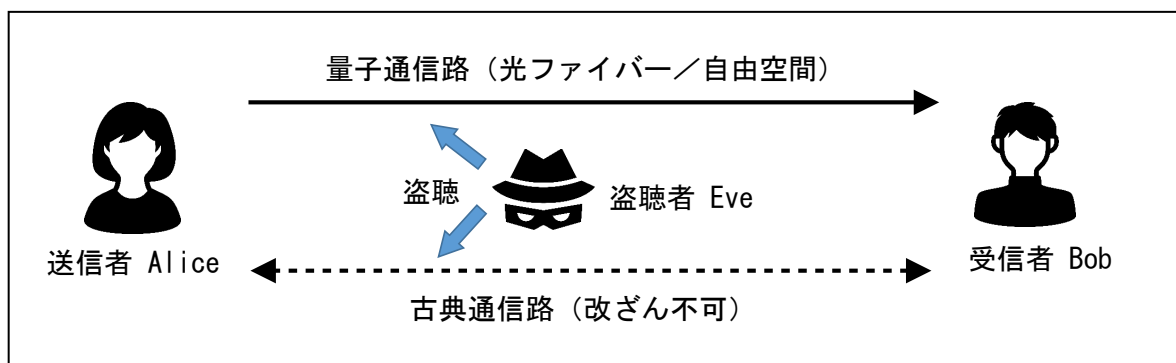 量子通信路（光ファイバー／自由空間）
盗聴
盗聴者 Eve
送信者 Alice
受信者 Bob
古典通信路（改ざん不可）